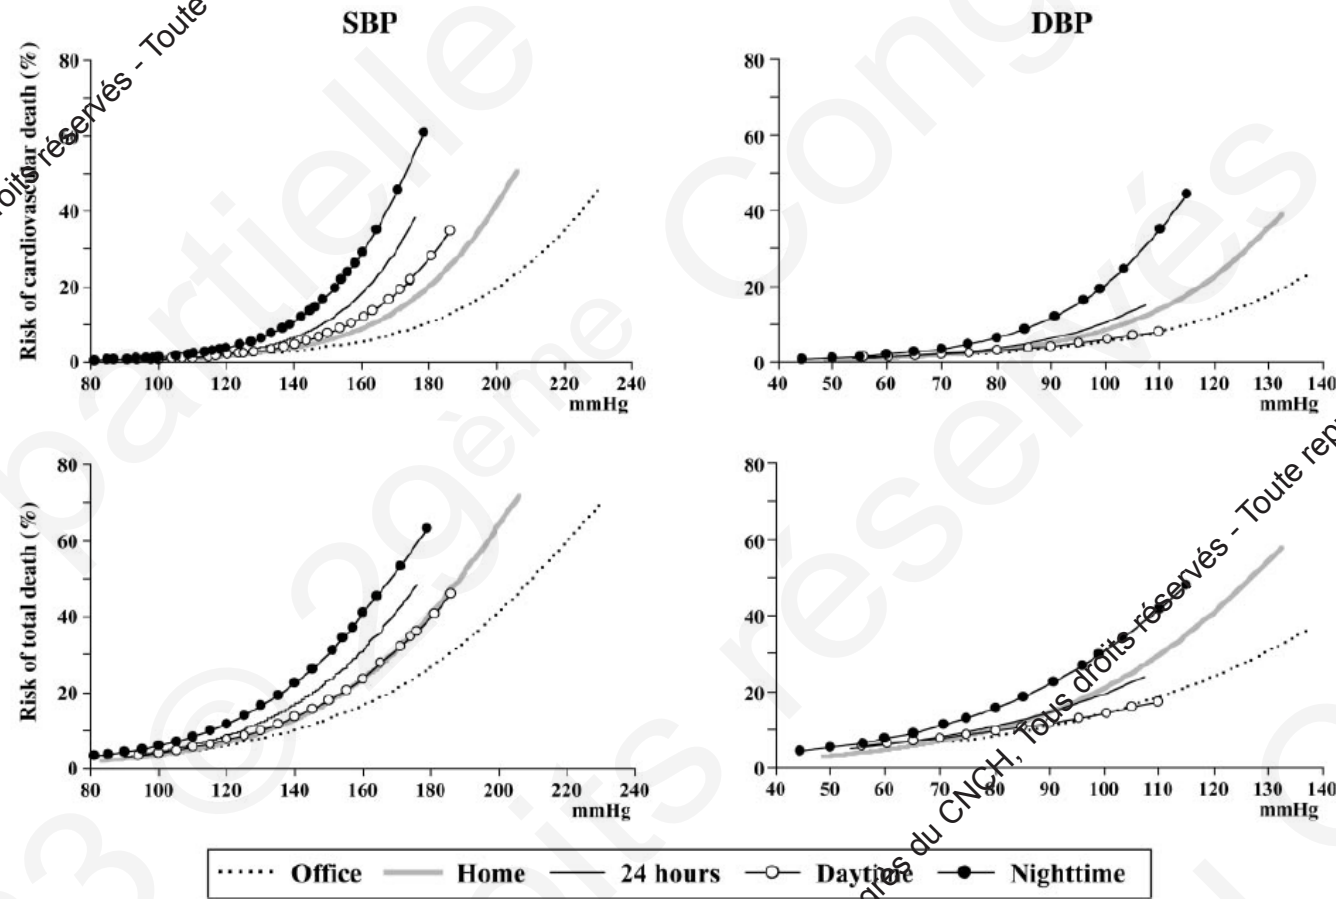 SBP
DBP
Risk of cardiovascular death (%)
80
60
40
20
0
80 100 120 140 160 180 200 220 240
mmHg
80
60
40
20
0
40 50 60 70 80 90 100 110 120 130 140
mmHg
Risk of total death (%)
80
60
40
20
0
80 100 120 140 160 180 200 220 240
mmHg
80
60
40
20
0
40 50 60 70 80 90 100 110 120 130 140
mmHg
Office Home 24 hours Daytime Nighttime
réservés - Toute
du CNCH, Tous droits réservés - Toute
partielle
Cong
29ème
réservés